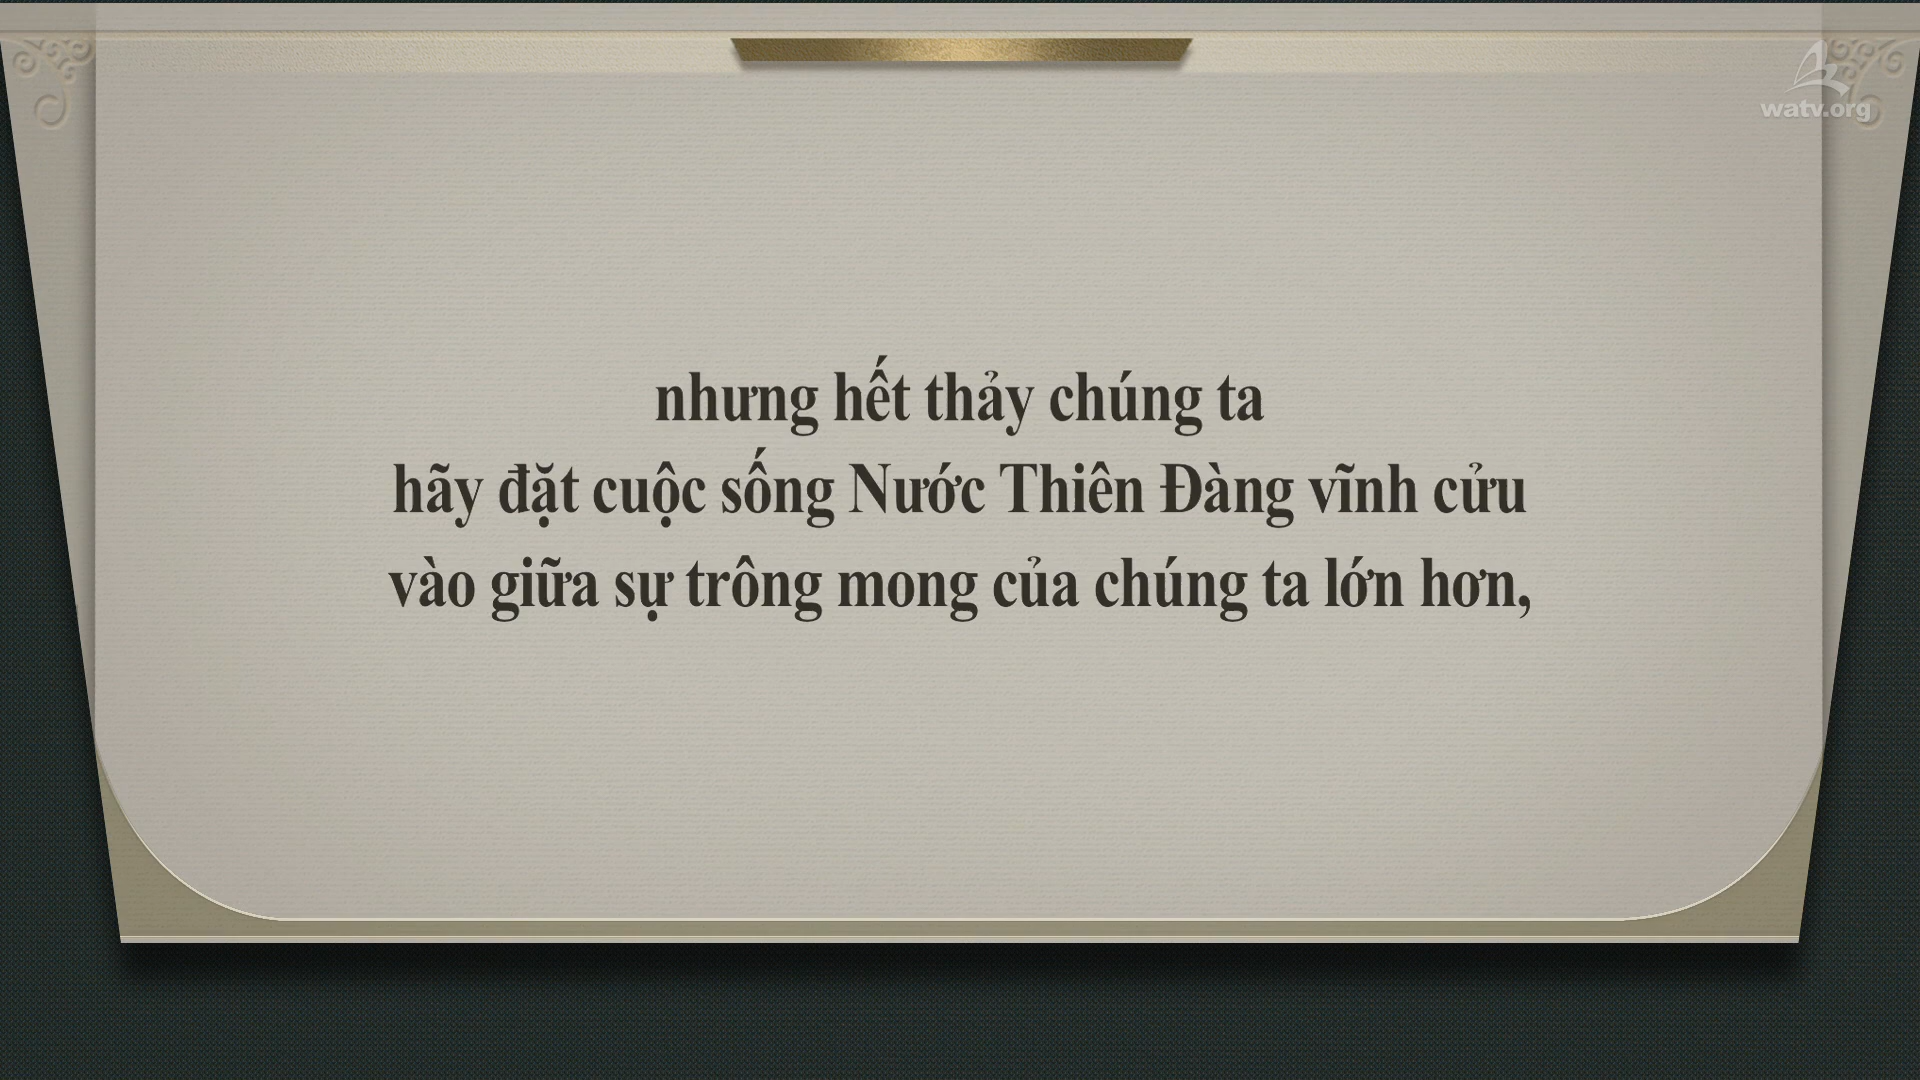 watv.org
nhưng hết thảy chúng ta
hãy đặt cuộc sống Nước Thiên Đàng vĩnh cửu
vào giữa sự trông mong của chúng ta lớn hơn,